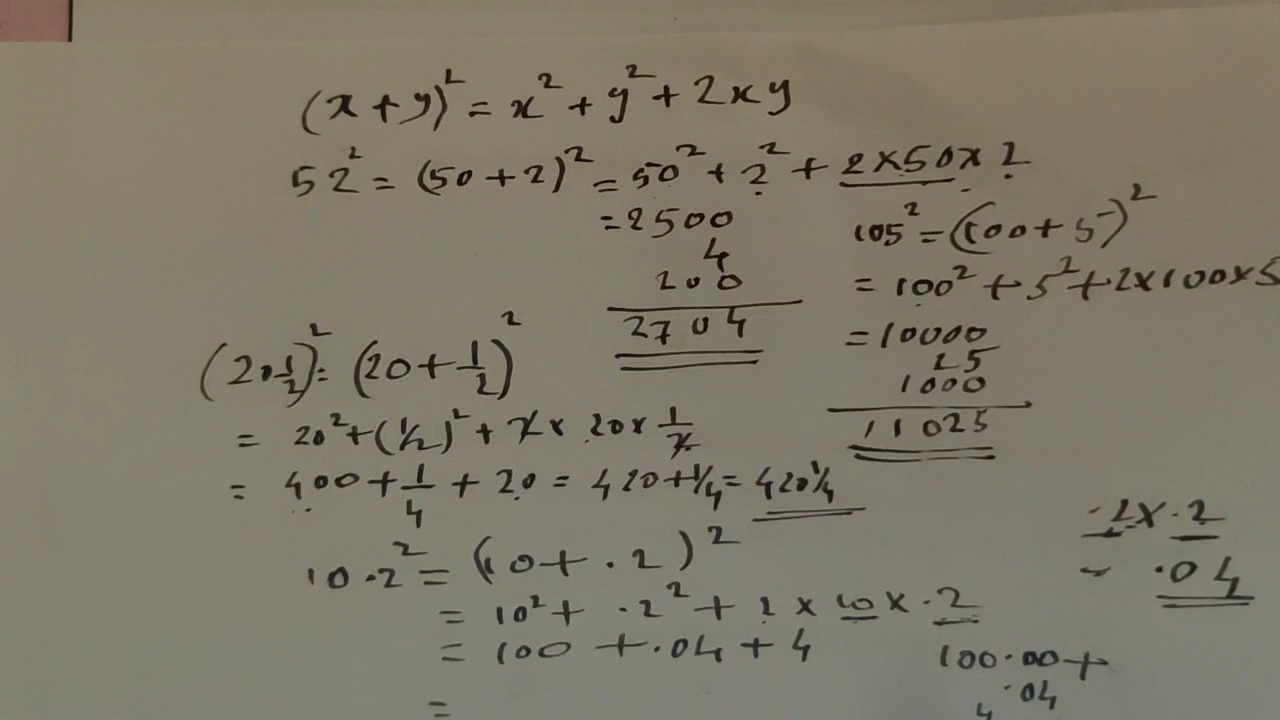 (x+y)² = x² + y² + 2xy
52² = (50+2)² = 50² + 2² + 2×50×2
= 2500
4
200
2704
105² = (100+5)²
= 100² + 5² + 2×100×5
= 10000
25
1000
11025
(20½)² = (20+½)²
= 20² + (½)² + 2 × 20 × ½
= 400 + ¼ + 20 = 420 + ¼ = 420¼
10.2² = (10+.2)²
= 10² + .2² + 2 × 10 × .2
= 100 + .04 + 4
=
.2 × .2
= .04
100.00 +
.04
4